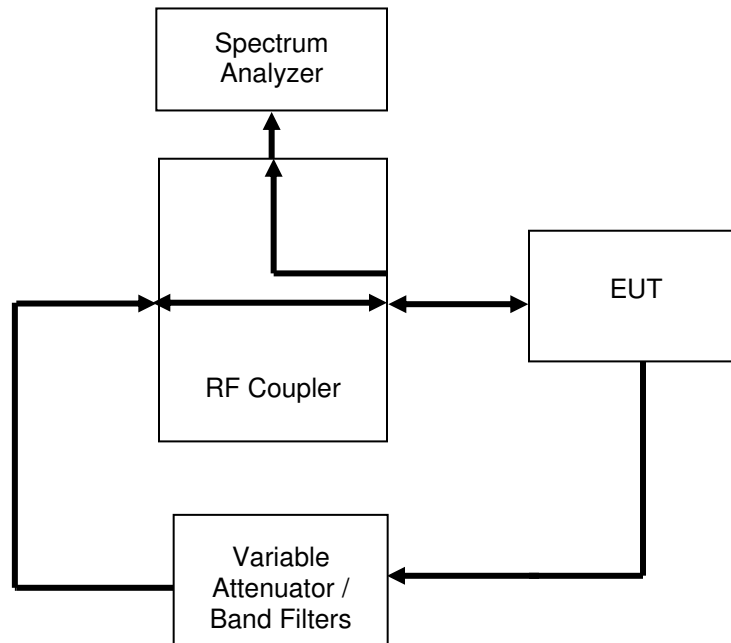 Spectrum
Analyzer
EUT
RF Coupler
Variable
Attenuator /
Band Filters